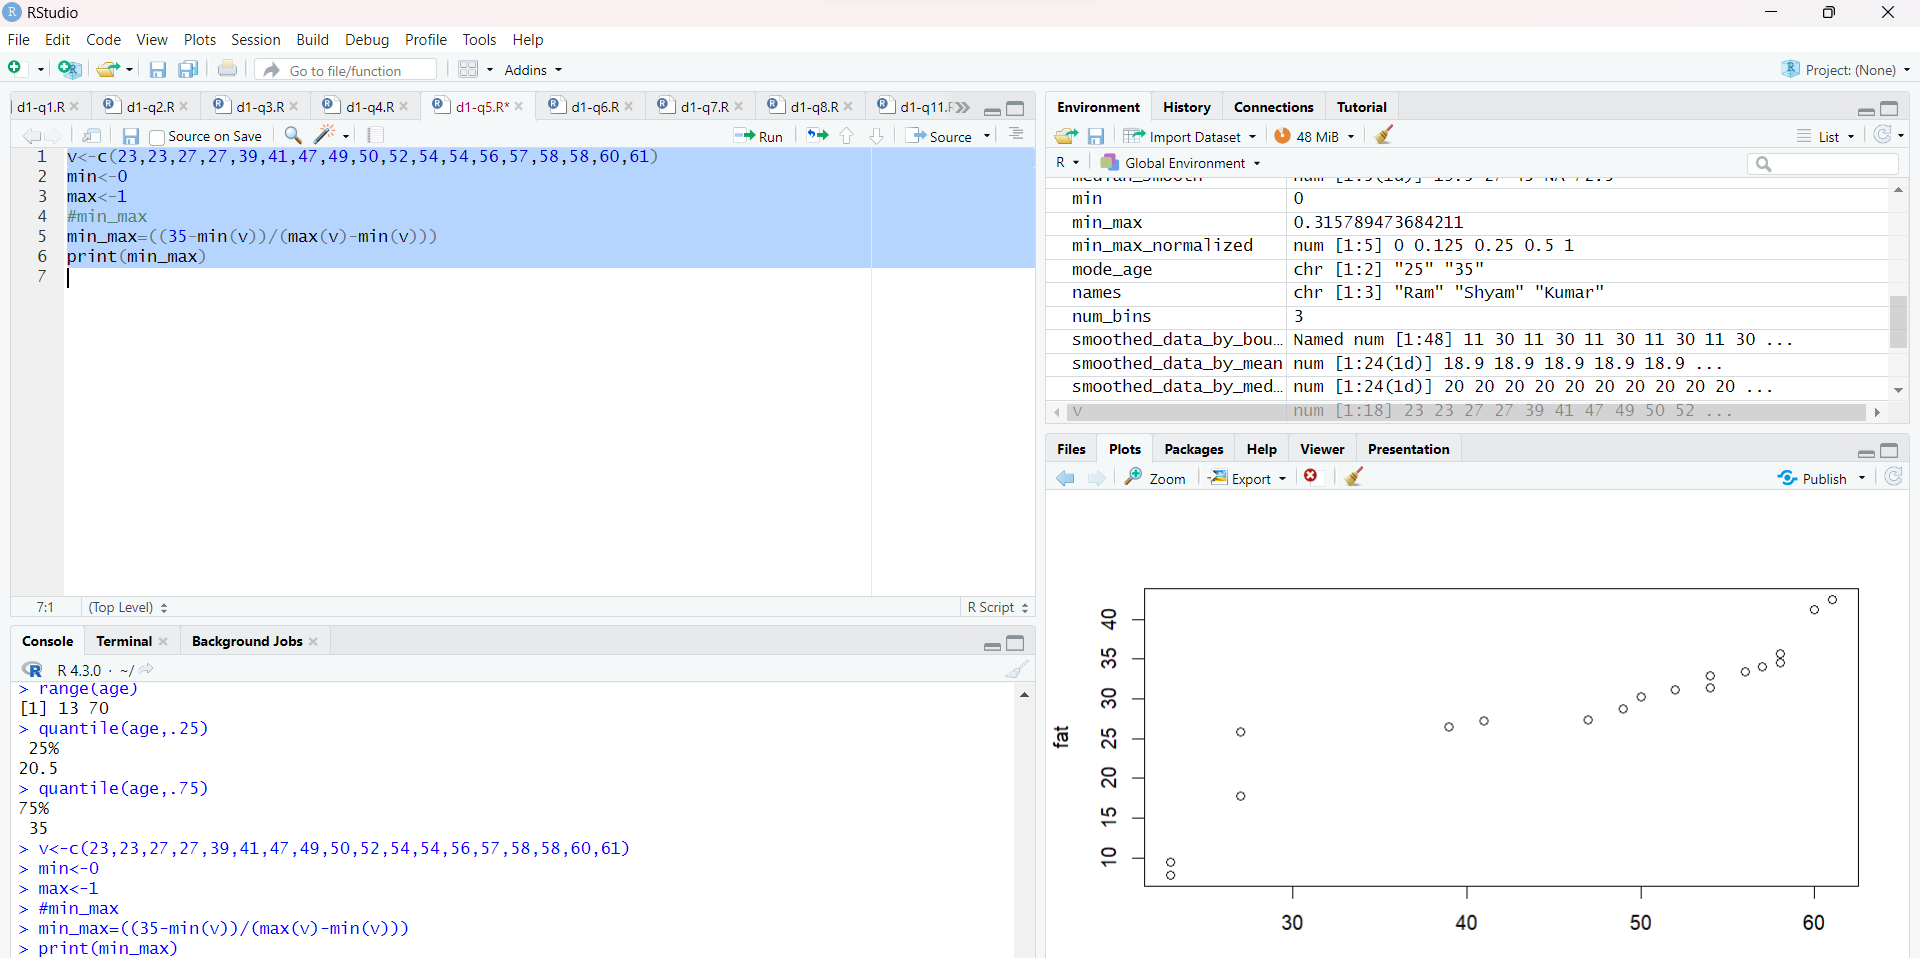 RStudio
File Edit Code View Plots Session Build Debug Profile Tools Help
Go to file/function Addins
Project: (None)
d1-q1.R d1-q2.R d1-q3.R d1-q4.R d1-q5.R* d1-q6.R d1-q7.R d1-q8.R d1-q11.F
Source on Save Run Source
1 v<-c(23,23,27,27,39,41,47,49,50,52,54,54,56,57,58,58,60,61)
2 min<-0
3 max<-1
4 #min_max
5 min_max=((35-min(v))/(max(v)-min(v)))
6 print(min_max)
7
7:1 (Top Level) R Script
Console Terminal Background Jobs
R 4.3.0 · ~/
> range(age)
[1] 13 70
> quantile(age,.25)
25%
20.5
> quantile(age,.75)
75%
35
> v<-c(23,23,27,27,39,41,47,49,50,52,54,54,56,57,58,58,60,61)
> min<-0
> max<-1
> #min_max
> min_max=((35-min(v))/(max(v)-min(v)))
> print(min_max)
Environment History Connections Tutorial
Import Dataset 48 MiB List
R Global Environment
min 0
min_max 0.315789473684211
min_max_normalized num [1:5] 0 0.125 0.25 0.5 1
mode_age chr [1:2] "25" "35"
names chr [1:3] "Ram" "Shyam" "Kumar"
num_bins 3
smoothed_data_by_bou… Named num [1:48] 11 30 11 30 11 30 11 30 11 30 ...
smoothed_data_by_mean num [1:24(1d)] 18.9 18.9 18.9 18.9 18.9 ...
smoothed_data_by_med… num [1:24(1d)] 20 20 20 20 20 20 20 20 20 20 ...
v num [1:18] 23 23 27 27 39 41 47 49 50 52 ...
Files Plots Packages Help Viewer Presentation
Zoom Export Publish
fat
40
35
30
25
20
15
10
30 40 50 60